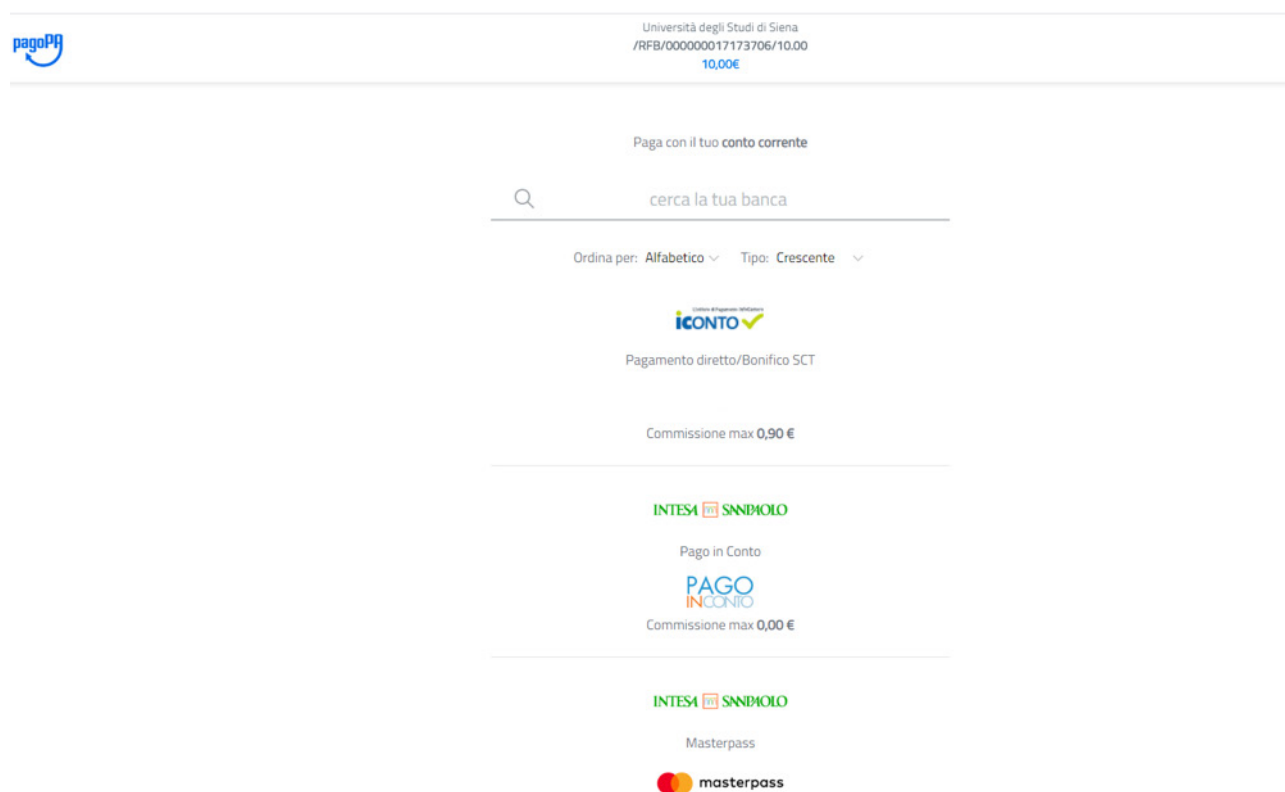 pagoPA
Università degli Studi di Siena
/RFB/000000017173706/10.00
10,00€
Paga con il tuo conto corrente
cerca la tua banca
Ordina per: Alfabetico Tipo: Crescente
iCONTO
Pagamento diretto/Bonifico SCT
Commissione max 0,90 €
INTESA SANPAOLO
Pago in Conto
PAGO
INCONTO
Commissione max 0,00 €
INTESA SANPAOLO
Masterpass
masterpass